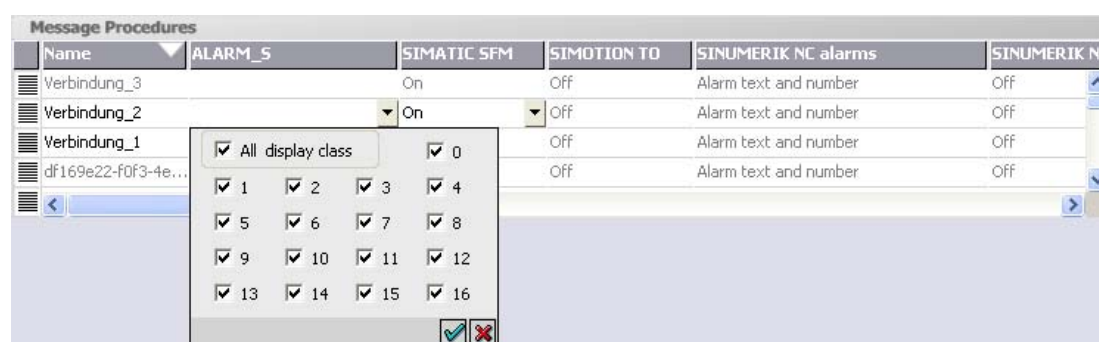 Message Procedures
Name ALARM_S SIMATIC SFM SIMOTION TO SINUMERIK NC alarms SINUMERIK N
Verbindung_3 On Off Alarm text and number Off
Verbindung_2 On Off Alarm text and number Off
Verbindung_1 Off Alarm text and number Off
df169e22-f0f3-4e... Off Alarm text and number Off
All display class 0
1 2 3 4
5 6 7 8
9 10 11 12
13 14 15 16